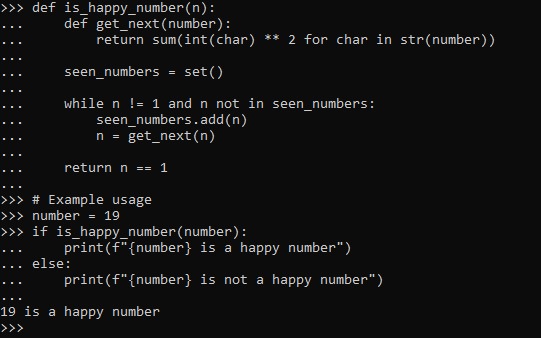 >>> def is_happy_number(n):
...     def get_next(number):
...         return sum(int(char) ** 2 for char in str(number))
...
...     seen_numbers = set()
...
...     while n != 1 and n not in seen_numbers:
...         seen_numbers.add(n)
...         n = get_next(n)
...
...     return n == 1
...
>>> # Example usage
>>> number = 19
>>> if is_happy_number(number):
...     print(f"{number} is a happy number")
... else:
...     print(f"{number} is not a happy number")
...
19 is a happy number
>>>